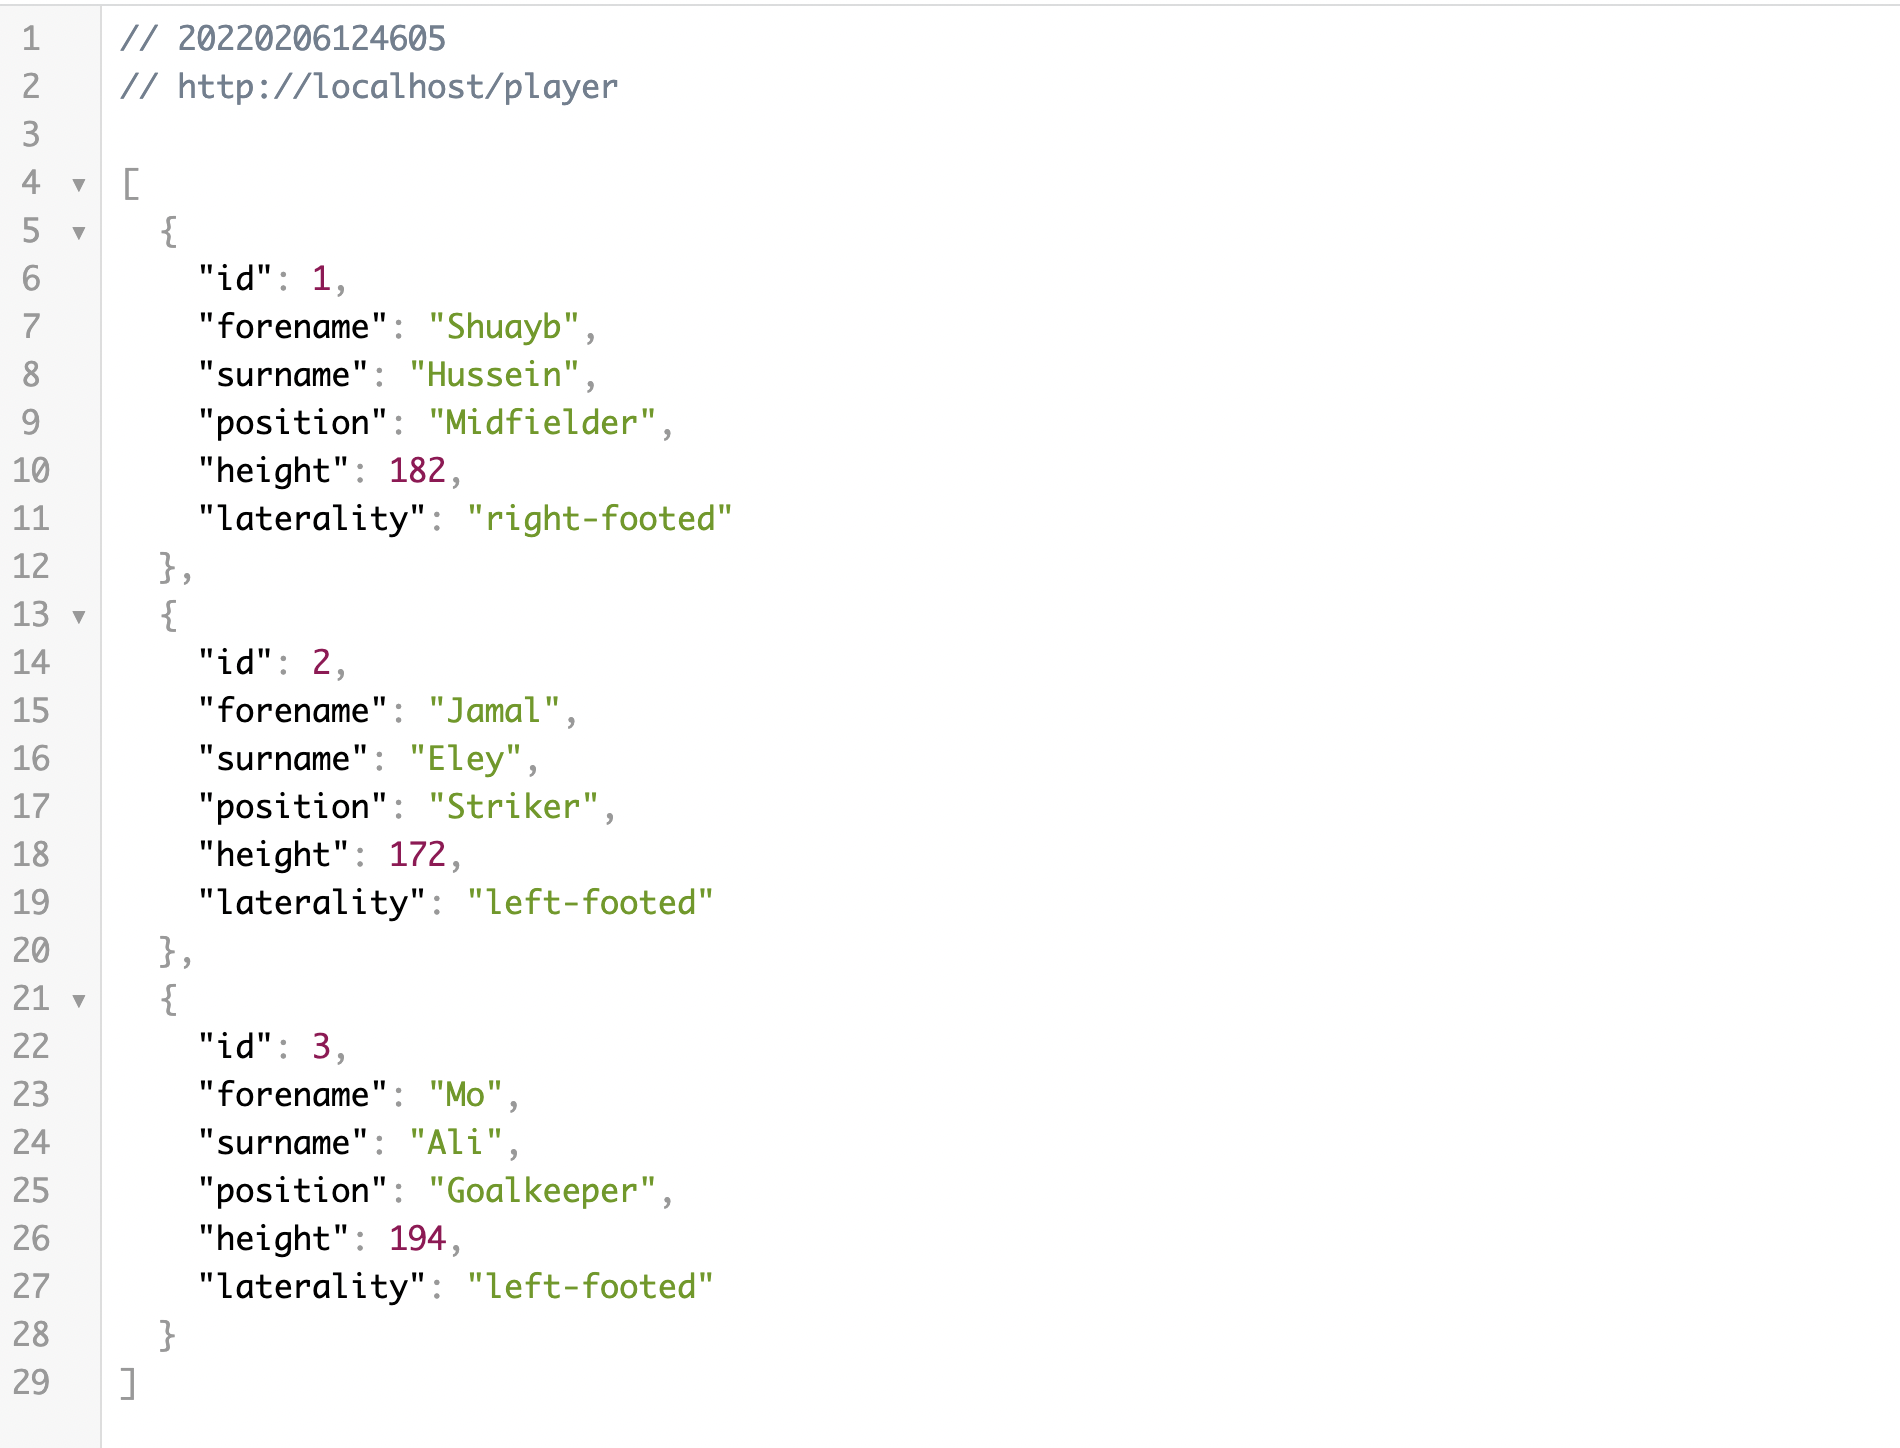 1 // 20220206124605
2 // http://localhost/player
3
4 ▼ [
5 ▼   {
6     "id": 1,
7     "forename": "Shuayb",
8     "surname": "Hussein",
9     "position": "Midfielder",
10     "height": 182,
11     "laterality": "right-footed"
12   },
13 ▼   {
14     "id": 2,
15     "forename": "Jamal",
16     "surname": "Eley",
17     "position": "Striker",
18     "height": 172,
19     "laterality": "left-footed"
20   },
21 ▼   {
22     "id": 3,
23     "forename": "Mo",
24     "surname": "Ali",
25     "position": "Goalkeeper",
26     "height": 194,
27     "laterality": "left-footed"
28   }
29 ]